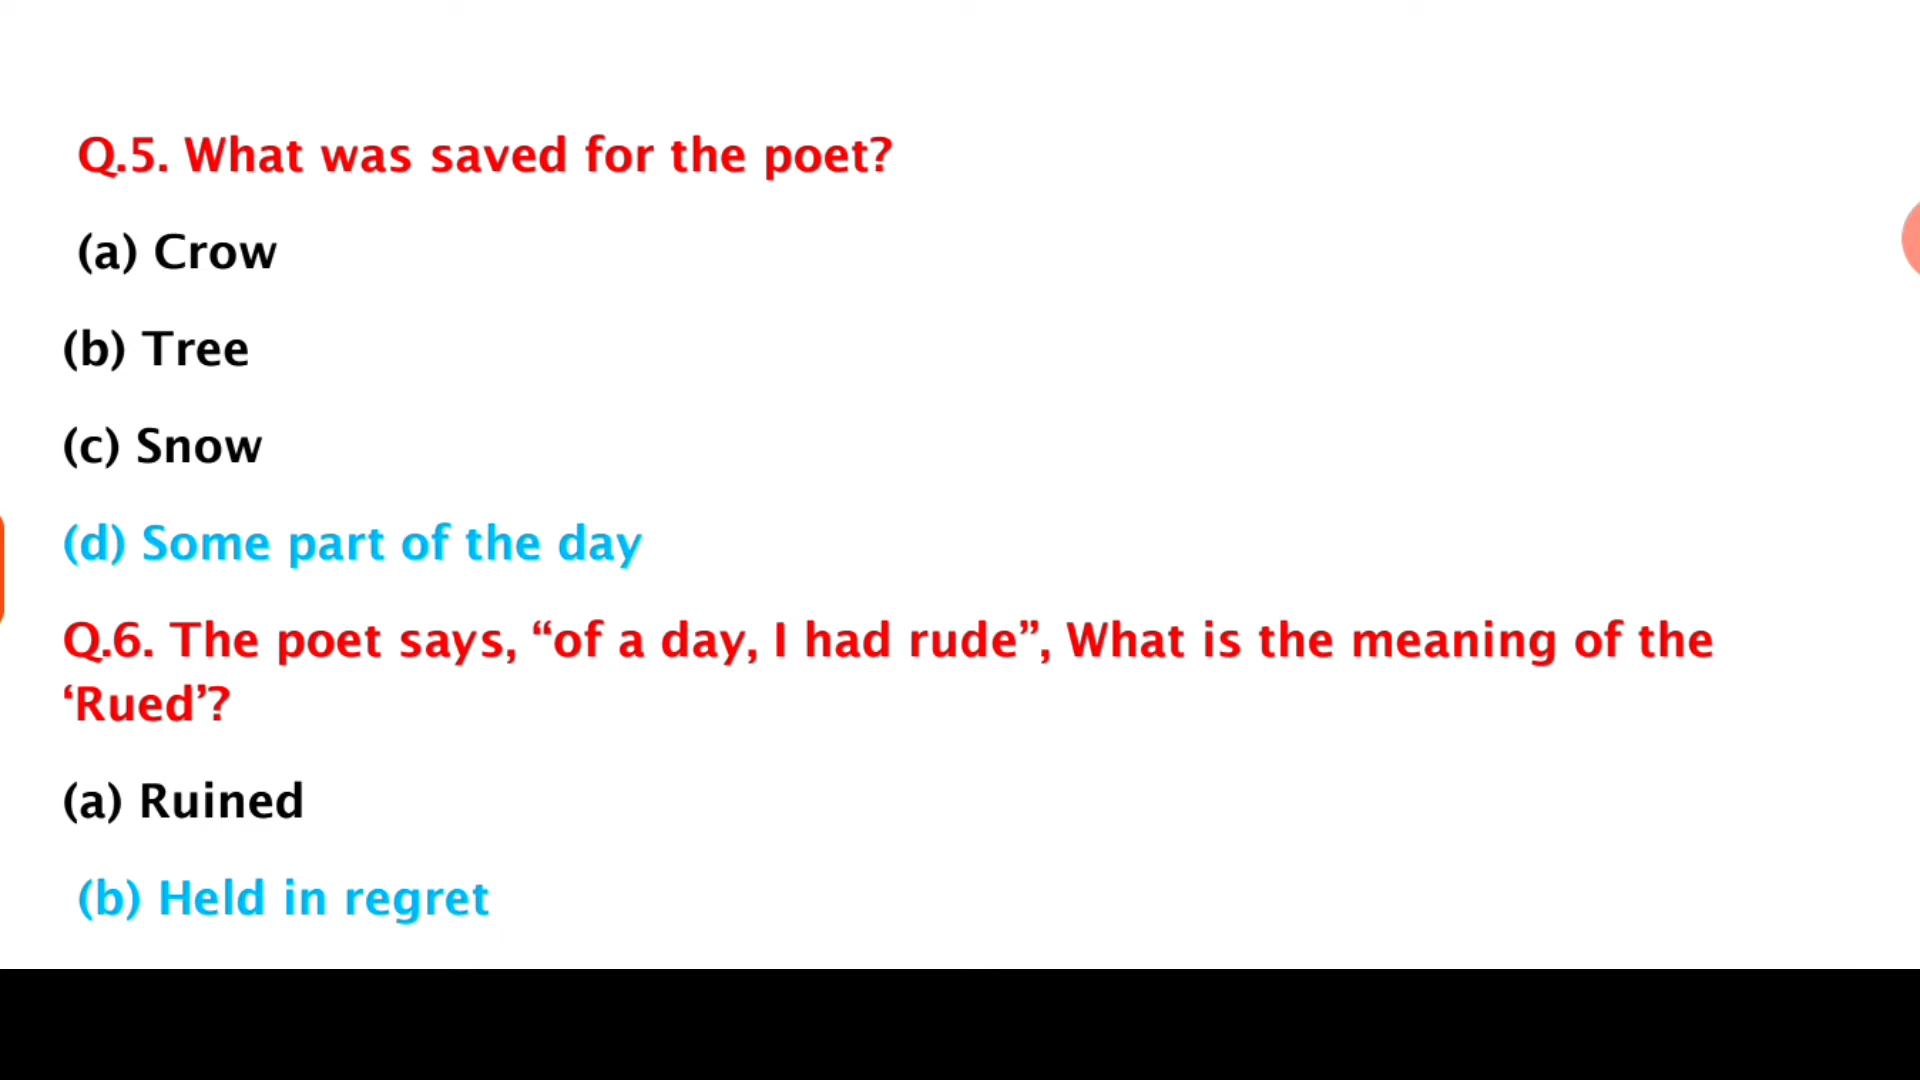 Q.5. What was saved for the poet?
(a) Crow
(b) Tree
(c) Snow
(d) Some part of the day
Q.6. The poet says, “of a day, I had rude”, What is the meaning of the
‘Rued’?
(a) Ruined
(b) Held in regret